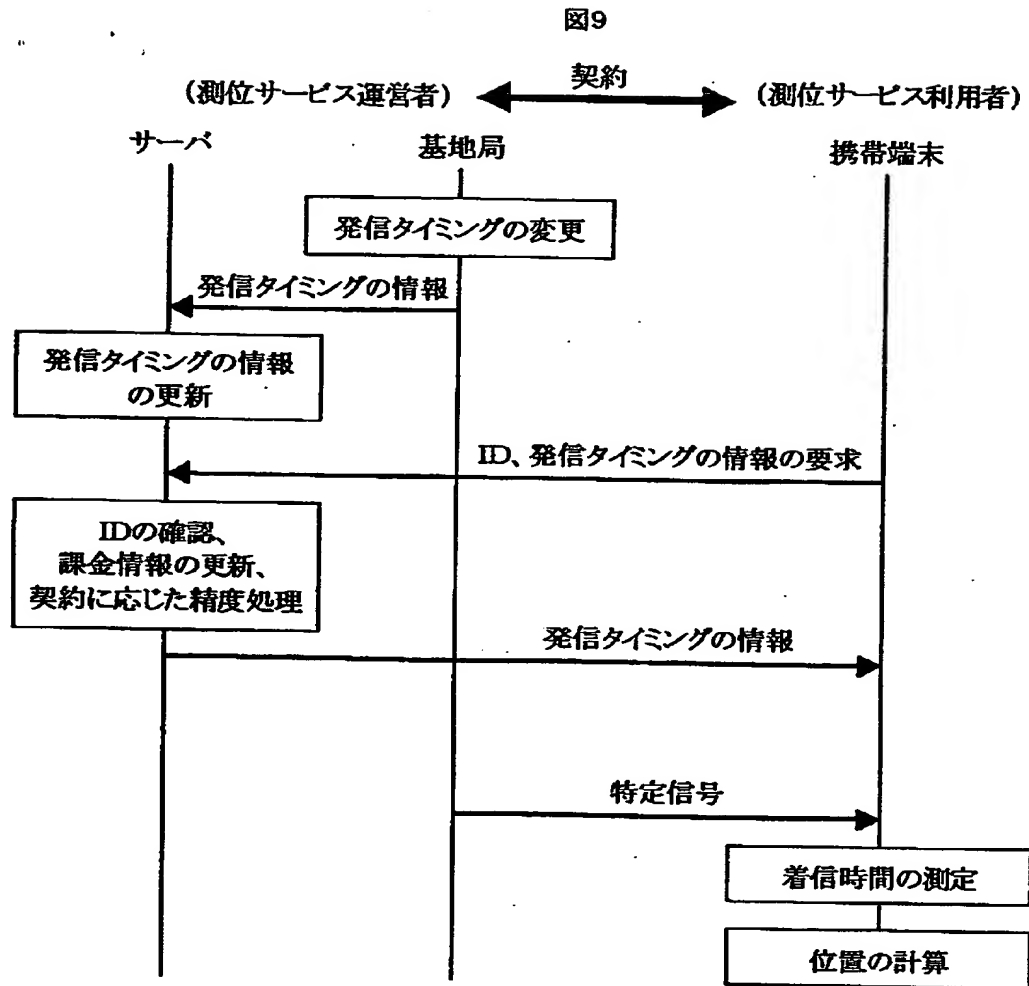 図9
契約
(測位サービス運営者)
(測位サービス利用者)
サーバ
基地局
携帯端末
発信タイミングの変更
発信タイミングの情報
発信タイミングの情報
の更新
ID、発信タイミングの情報の要求
IDの確認、
課金情報の更新、
契約に応じた精度処理
発信タイミングの情報
特定信号
着信時間の測定
位置の計算